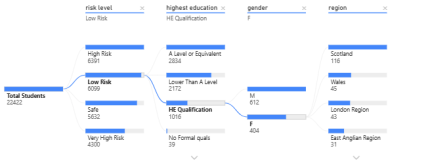 risk level ×
Low Risk
highest education ×
HE Qualification
gender ×
F
region ×
Total Students
22422
High Risk
6391
Low Risk
6099
Safe
5632
Very High Risk
4300
A Level or Equivalent
2834
Lower Than A Level
2172
HE Qualification
1016
No Formal quals
39
M
612
F
404
Scotland
116
Wales
45
London Region
43
East Anglian Region
31